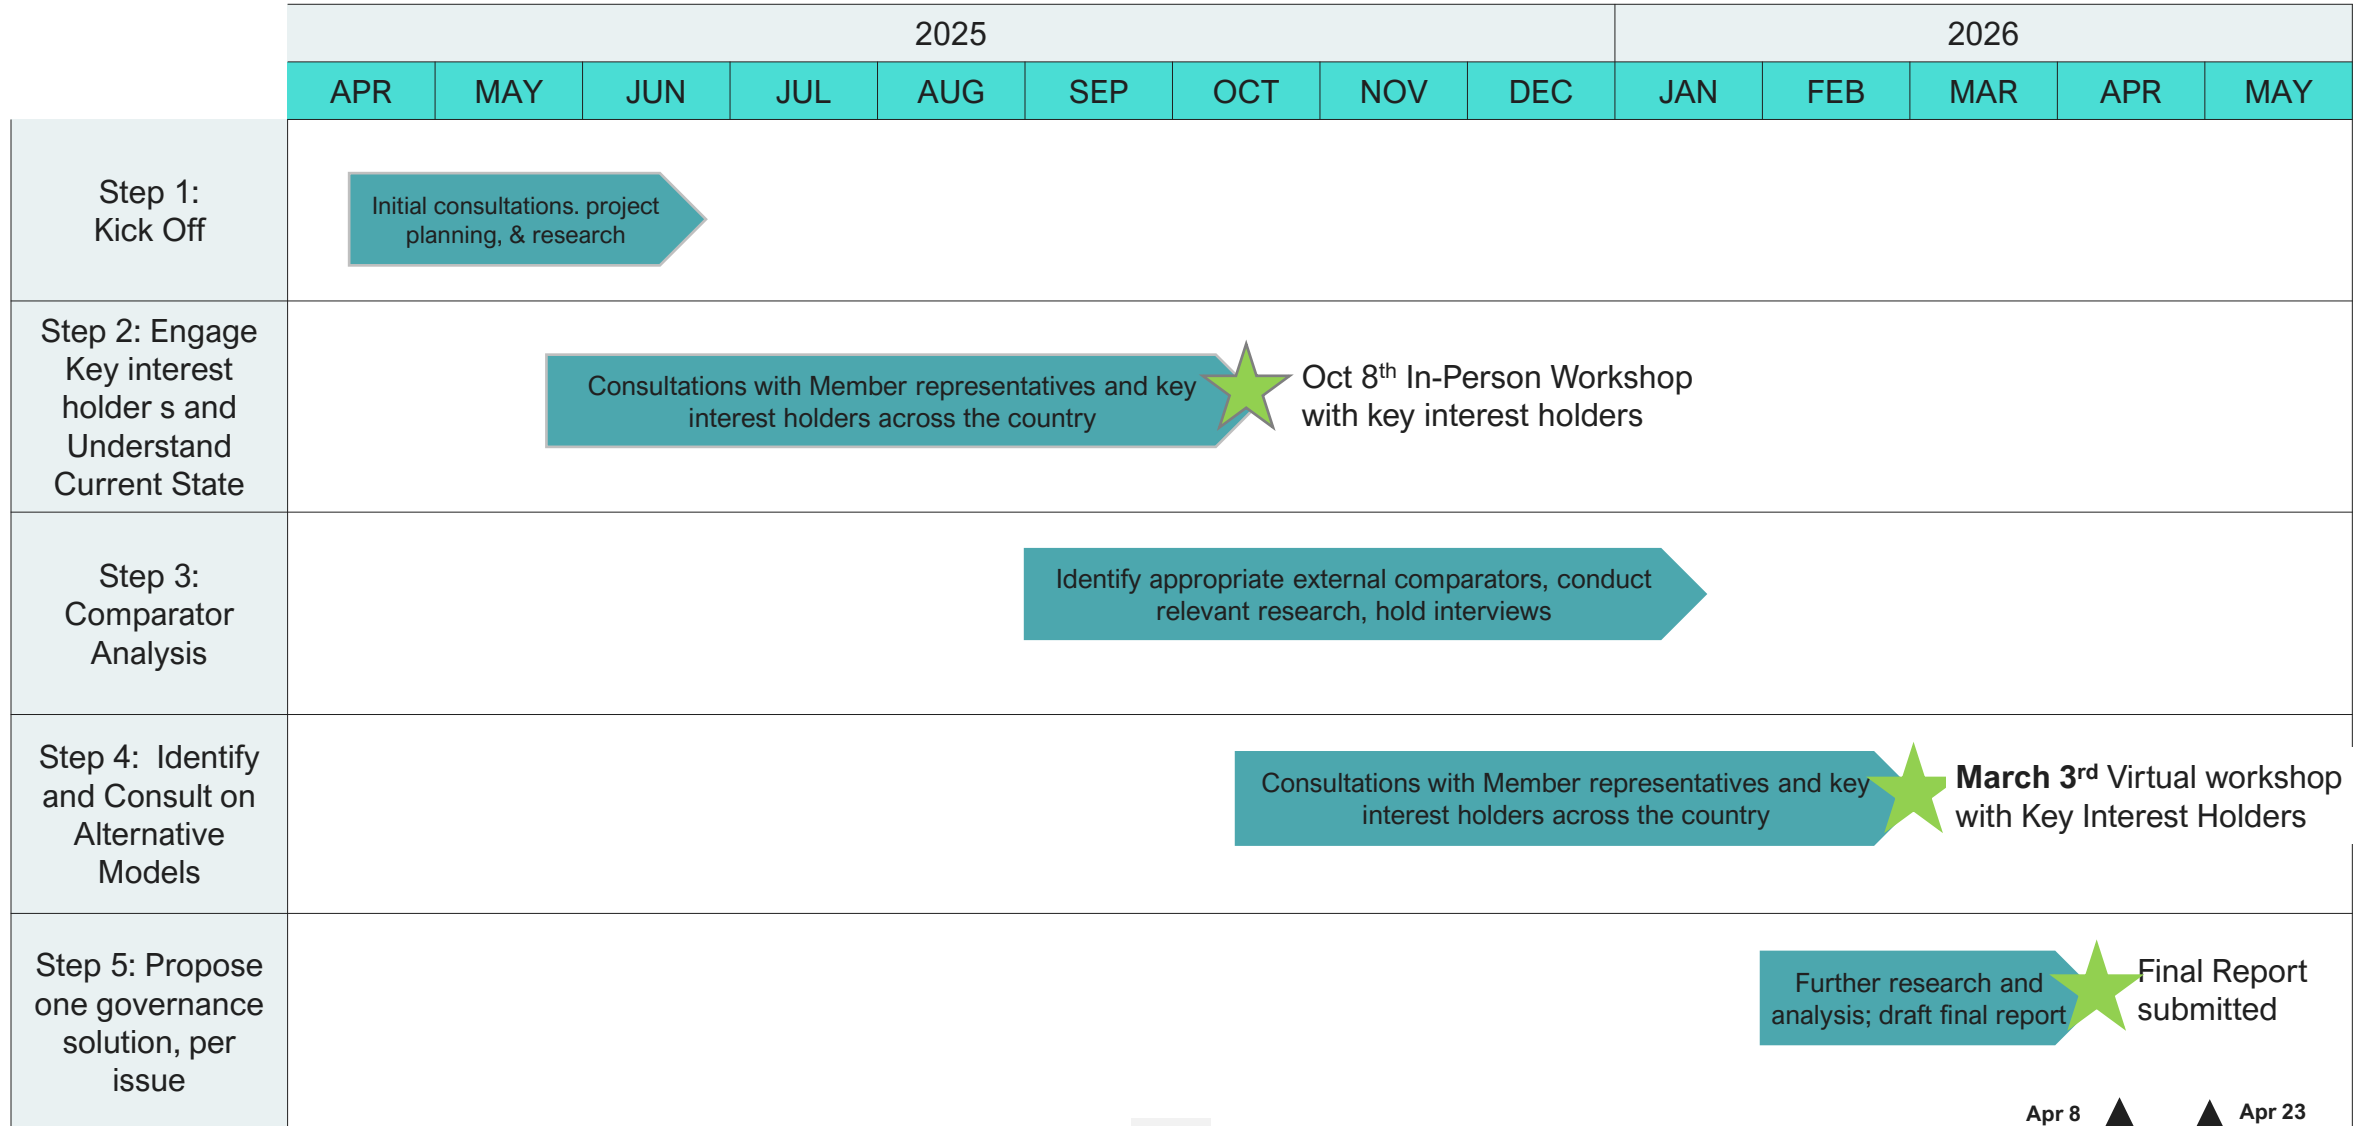 2025
2026
APR
MAY
JUN
JUL
AUG
SEP
OCT
NOV
DEC
JAN
FEB
MAR
APR
MAY
Step 1:
Kick Off
Initial consultations. project
planning, & research
Step 2: Engage
Key interest
holder s and
Understand
Current State
Consultations with Member representatives and key
interest holders across the country
Oct 8th In-Person Workshop
with key interest holders
Step 3:
Comparator
Analysis
Identify appropriate external comparators, conduct
relevant research, hold interviews
Step 4:  Identify
and Consult on
Alternative
Models
Consultations with Member representatives and key
interest holders across the country
March 3rd Virtual workshop
with Key Interest Holders
Step 5: Propose
one governance
solution, per
issue
Further research and
analysis; draft final report
Final Report
submitted
Apr 8
Apr 23